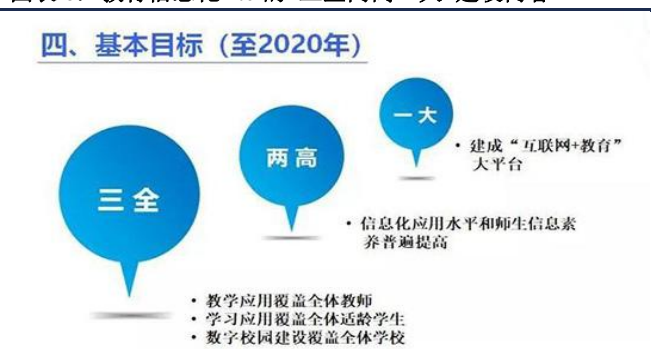 四、基本目标（至2020年）
一大
• 建成“互联网+教育”
大平台
两高
• 信息化应用水平和师生信息素
养普遍提高
三全
• 教学应用覆盖全体教师
• 学习应用覆盖全体适龄学生
• 数字校园建设覆盖全体学校